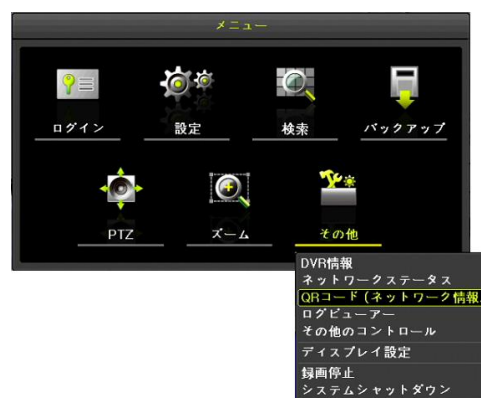 メニュー
ログイン
設定
検索
バックアップ
PTZ
ズーム
その他
DVR情報
ネットワークステータス
QRコード(ネットワーク情報
ログビューアー
その他のコントロール
ディスプレイ設定
録画停止
システムシャットダウン